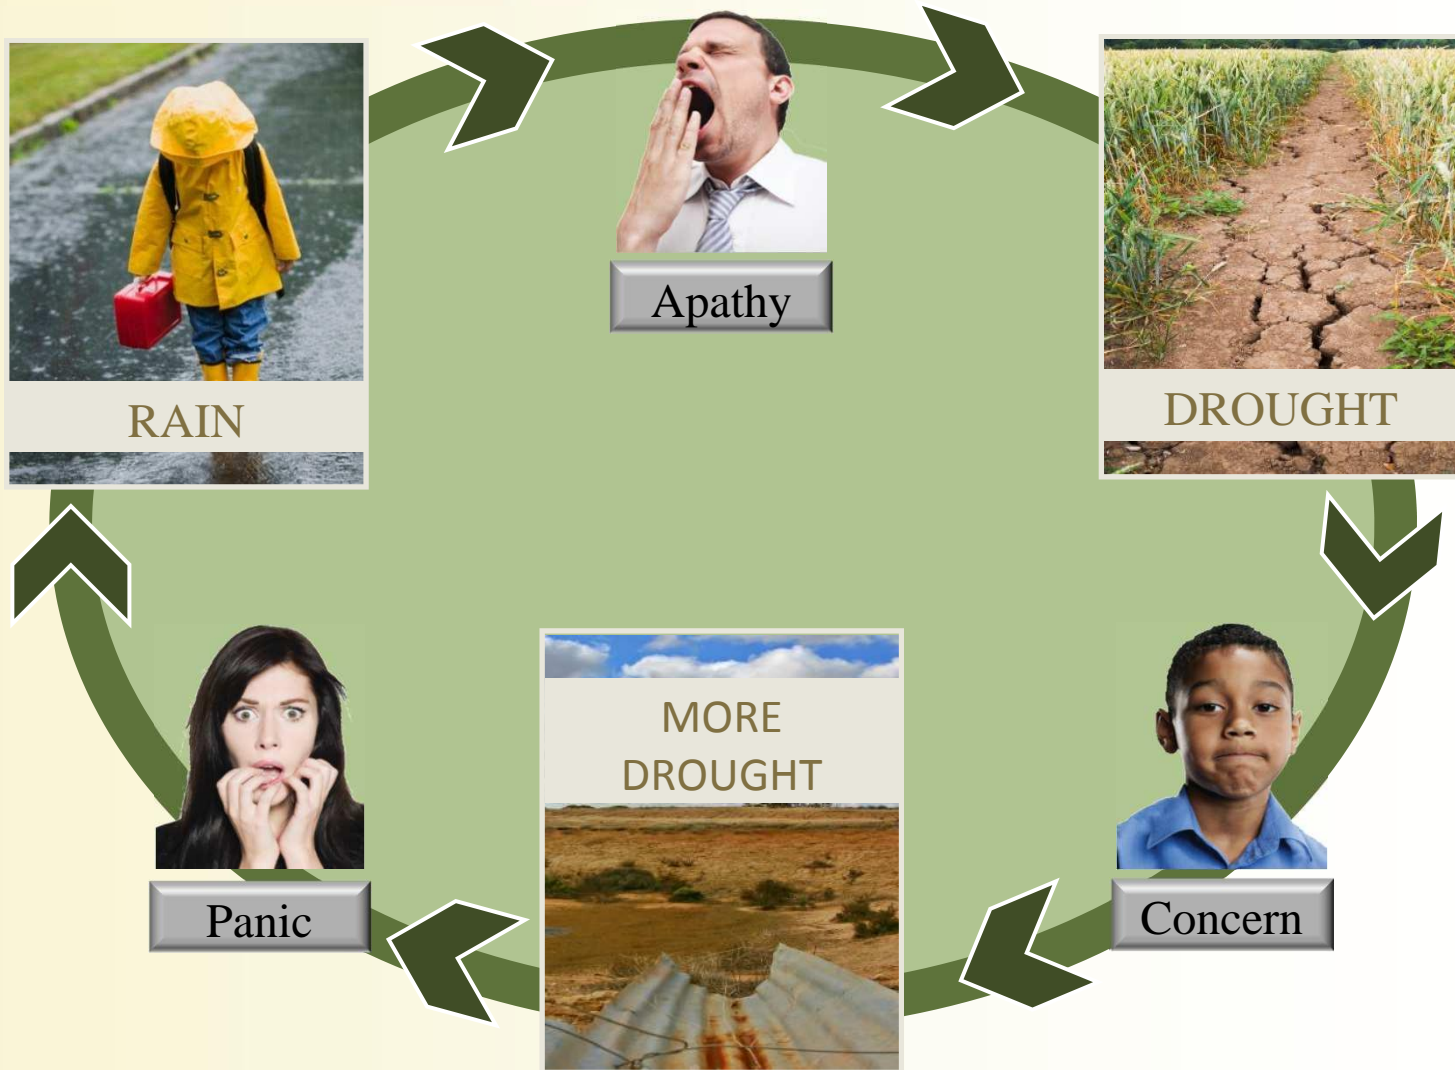 Apathy
RAIN
DROUGHT
MORE
DROUGHT
Panic
Concern